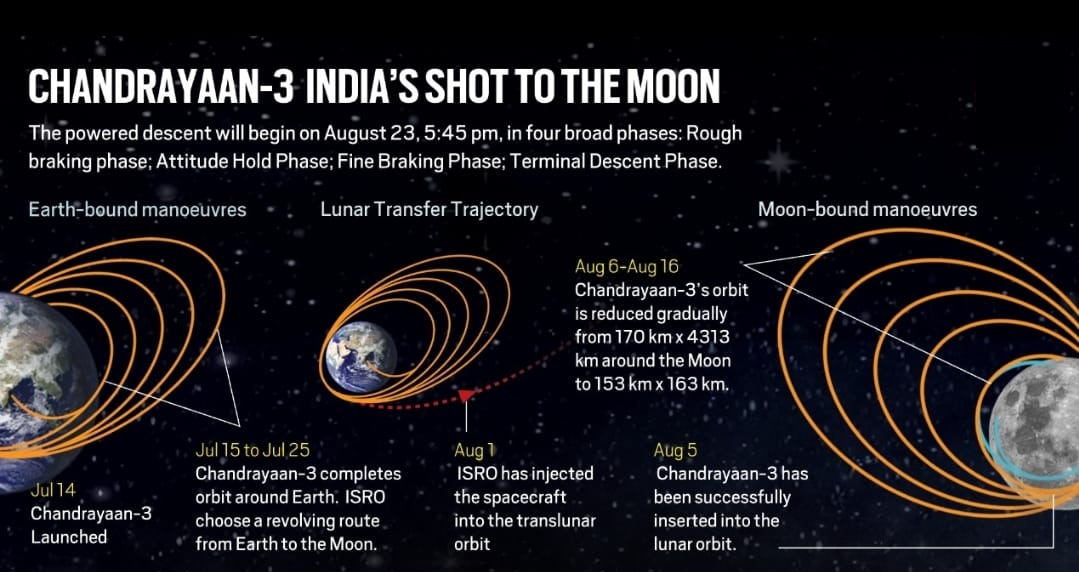 CHANDRAYAAN-3 INDIA'S SHOT TO THE MOON
The powered descent will begin on August 23, 5:45 pm, in four broad phases: Rough
braking phase; Attitude Hold Phase; Fine Braking Phase; Terminal Descent Phase.
Earth-bound manoeuvres
Lunar Transfer Trajectory
Moon-bound manoeuvres
Jul 14
Chandrayaan-3
Launched
Jul 15 to Jul 25
Chandrayaan-3 completes
orbit around Earth. ISRO
choose a revolving route
from Earth to the Moon.
Aug 1
ISRO has injected
the spacecraft
into the translunar
orbit
Aug 5
Chandrayaan-3 has
been successfully
inserted into the
lunar orbit.
Aug 6-Aug 16
Chandrayaan-3's orbit
is reduced gradually
from 170 km x 4313
km around the Moon
to 153 km x 163 km.